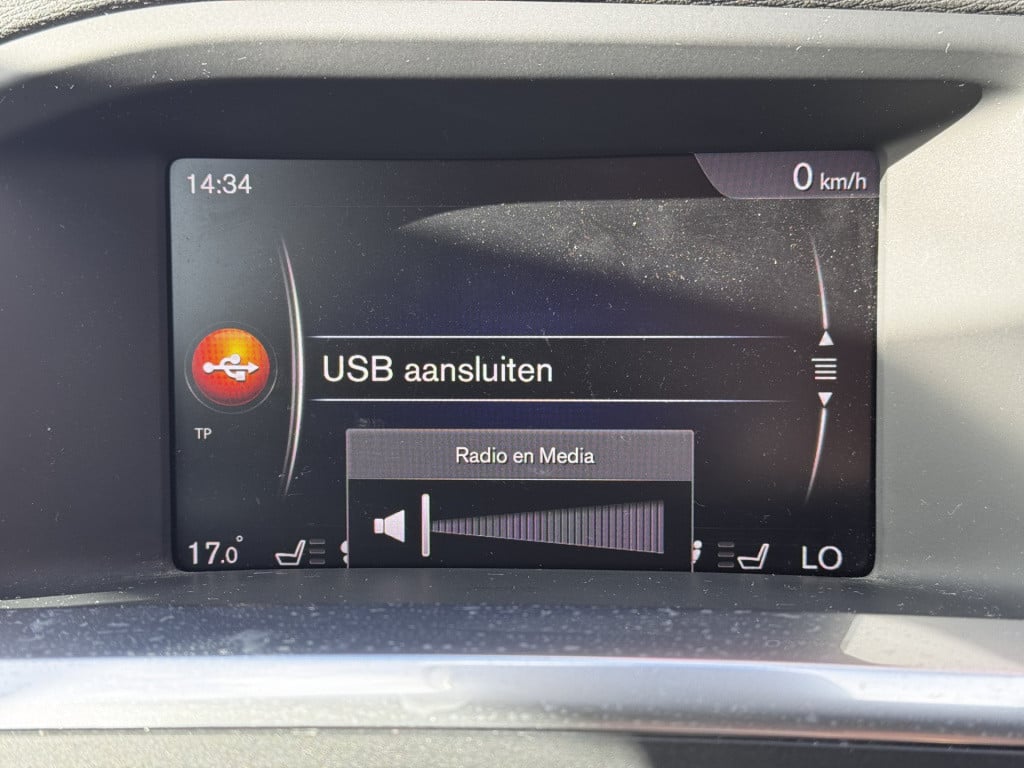 14:34
0 km/h
USB aansluiten
TP
Radio en Media
17.0°
LO